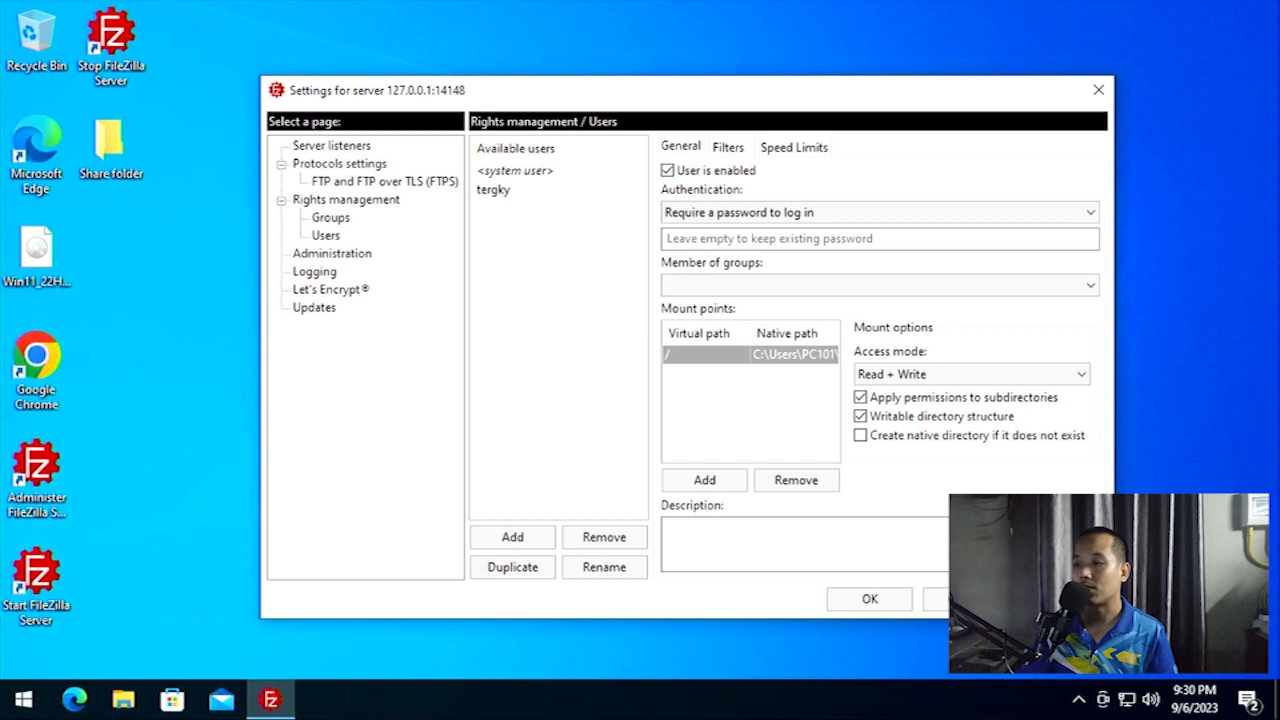 Recycle Bin
Stop FileZilla
Server
Microsoft
Edge
Share folder
Win11_22H...
Google
Chrome
Administer
FileZilla S...
Start FileZilla
Server
Settings for server 127.0.0.1:14148
Select a page:
Server listeners
Protocols settings
FTP and FTP over TLS (FTPS)
Rights management
Groups
Users
Administration
Logging
Let's Encrypt®
Updates
Rights management / Users
Available users
<system user>
tergky
Add
Remove
Duplicate
Rename
General
Filters
Speed Limits
User is enabled
Authentication:
Require a password to log in
Leave empty to keep existing password
Member of groups:
Mount points:
Virtual path
Native path
/
C:\Users\PC101\
Add
Remove
Mount options
Access mode:
Read + Write
Apply permissions to subdirectories
Writable directory structure
Create native directory if it does not exist
Description:
OK
9:30 PM
9/6/2023
2